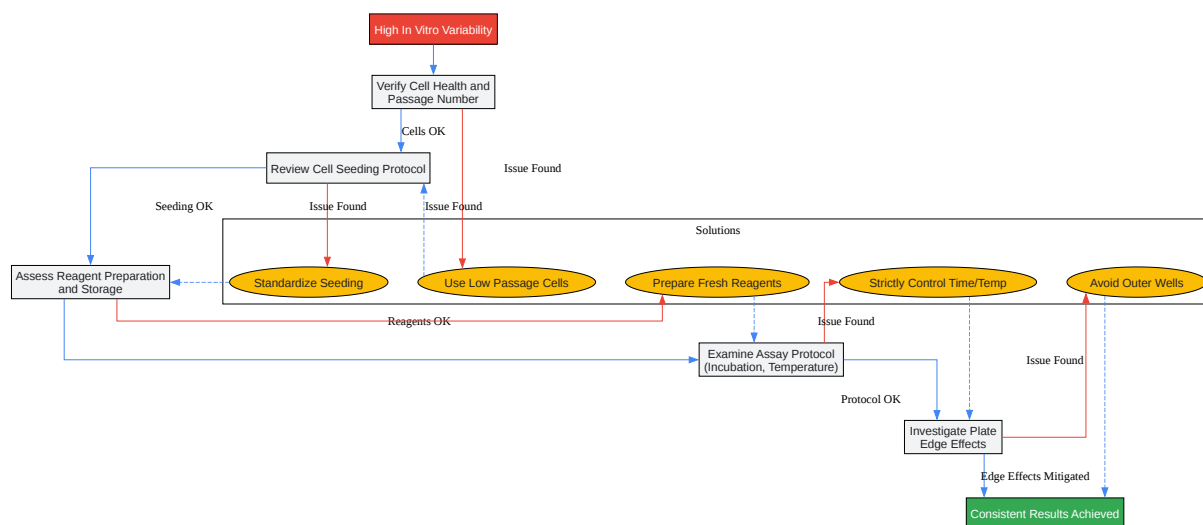 High In Vitro Variability
Verify Cell Health and
Passage Number
Cells OK
Review Cell Seeding Protocol
Issue Found
Seeding OK
Issue Found
Issue Found
Solutions
Assess Reagent Preparation
and Storage
Standardize Seeding
Use Low Passage Cells
Prepare Fresh Reagents
Strictly Control Time/Temp
Avoid Outer Wells
Reagents OK
Issue Found
Examine Assay Protocol
(Incubation, Temperature)
Issue Found
Protocol OK
Investigate Plate
Edge Effects
Edge Effects Mitigated
Consistent Results Achieved